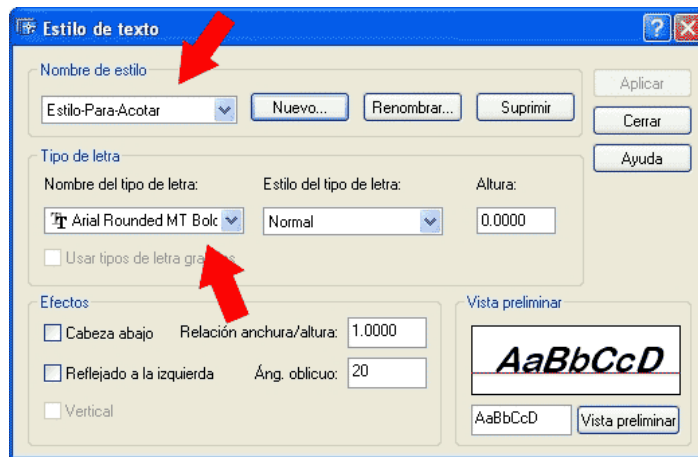 Estilo de texto
Nombre de estilo
Estilo-Para-Acotar
Nuevo...
Renombrar...
Suprimir
Aplicar
Cerrar
Ayuda
Tipo de letra
Nombre del tipo de letra:
Estilo del tipo de letra:
Altura:
Arial Rounded MT Bolc
Normal
0.0000
Usar tipos de letra
Efectos
Cabeza abajo
Relación anchura/altura:
1.0000
Reflejado a la izquierda
Áng. oblicuo:
20
Vertical
Vista preliminar
AaBbCcD
AaBbCcD
Vista preliminar